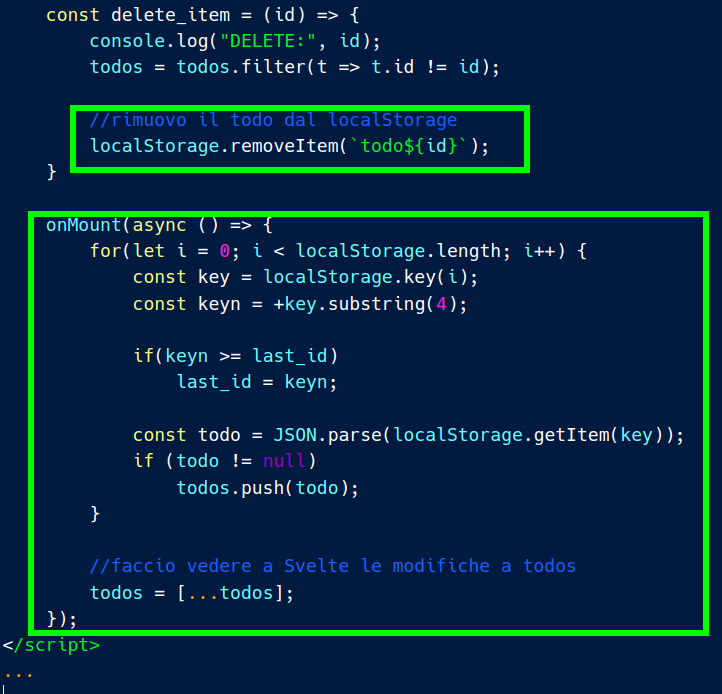 const delete_item = (id) => {
console.log("DELETE:", id);
todos = todos.filter(t => t.id != id);
//rimuovo il todo dal localStorage
localStorage.removeItem(`todo${id}`);
}
onMount(async () => {
for(let i = 0; i < localStorage.length; i++) {
const key = localStorage.key(i);
const keyn = +key.substring(4);
if(keyn >= last_id)
last_id = keyn;
const todo = JSON.parse(localStorage.getItem(key));
if (todo != null)
todos.push(todo);
}
//faccio vedere a Svelte le modifiche a todos
todos = [...todos];
});
</script>
...